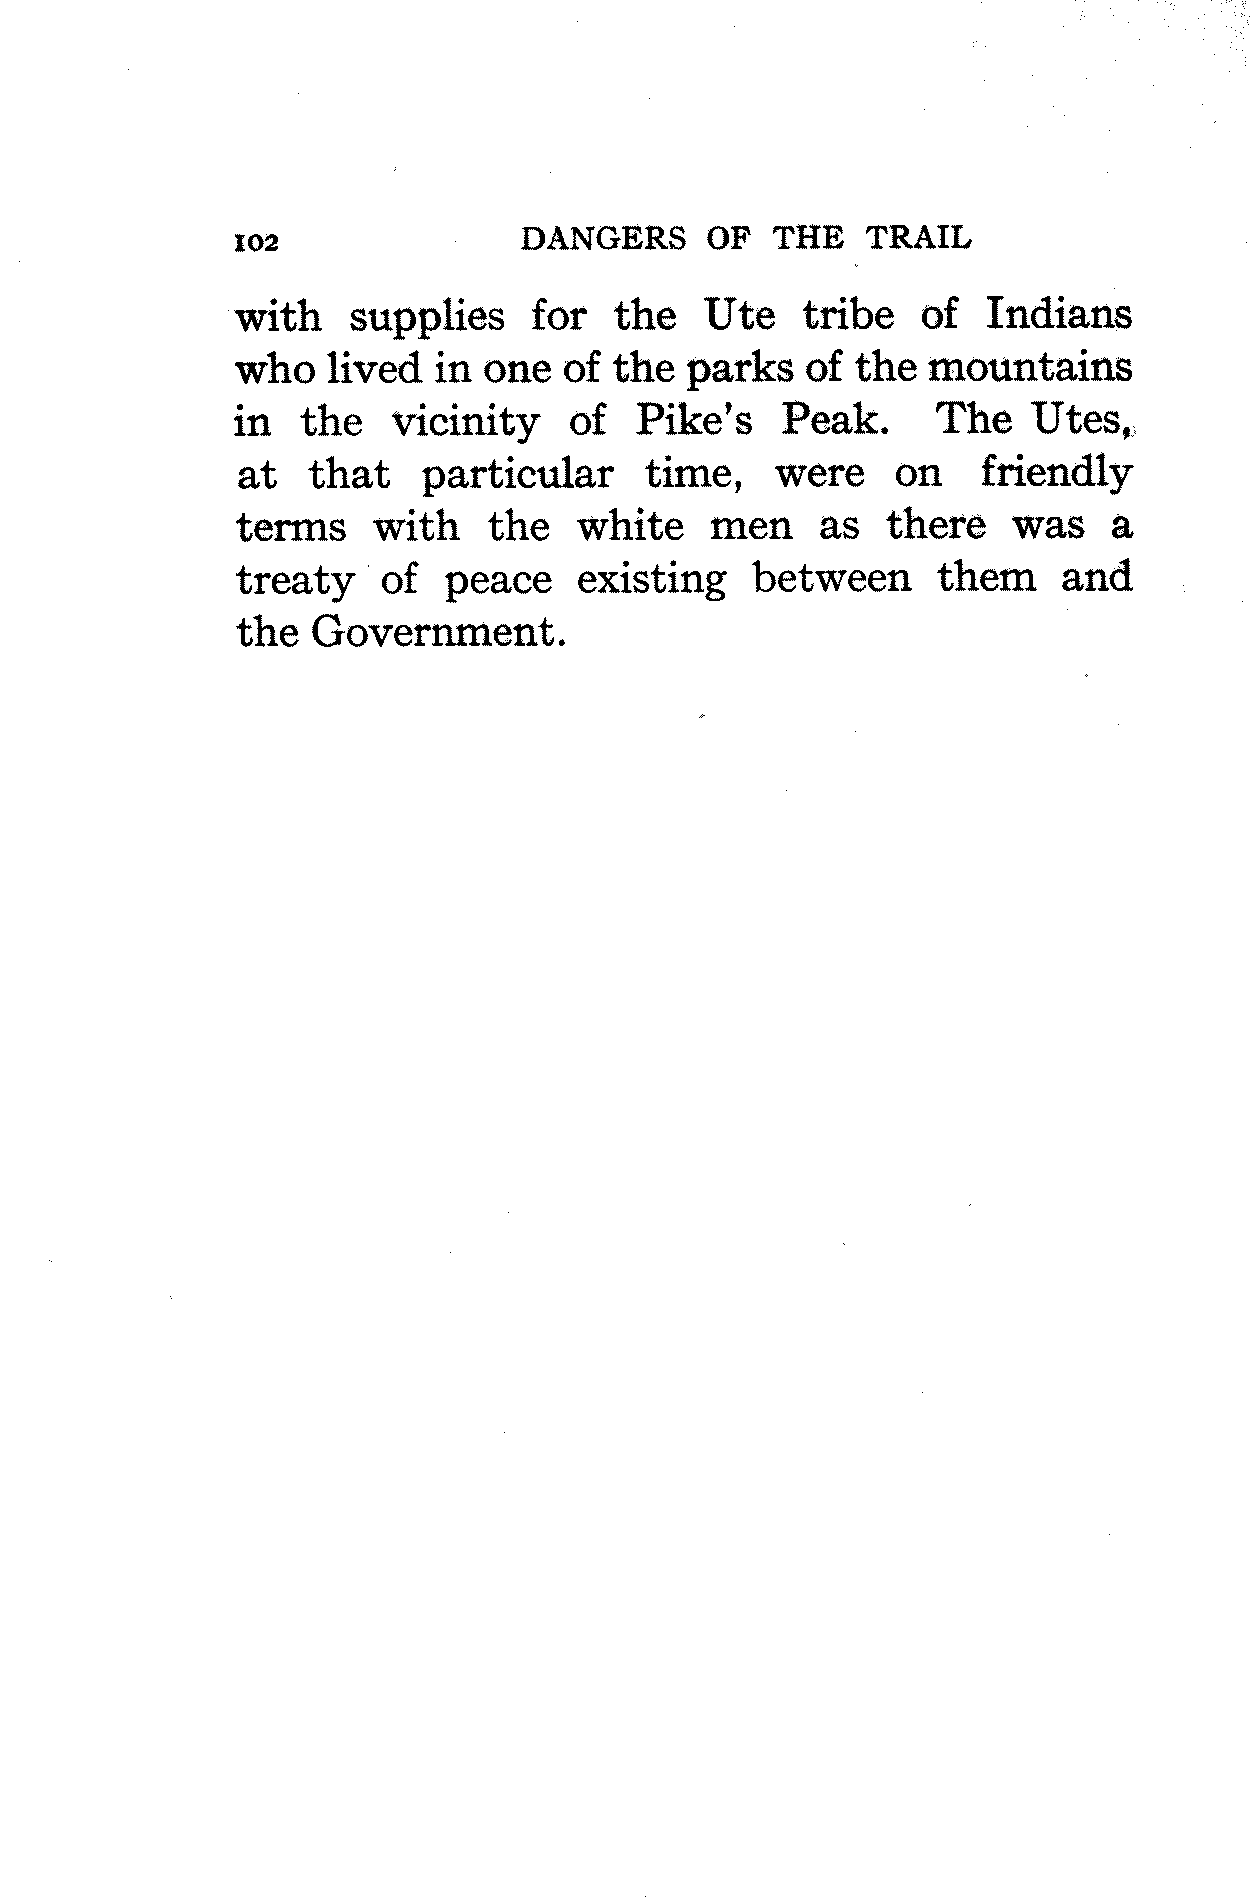 102 DANGERS OF THE TRAIL
with supplies for the Ute tribe of Indians
who lived in one of the parks of the mountains
in the vicinity of Pike's Peak. The Utes,
at that particular time, were on friendly
terms with the white men as there was a
treaty of peace existing between them and
the Government.